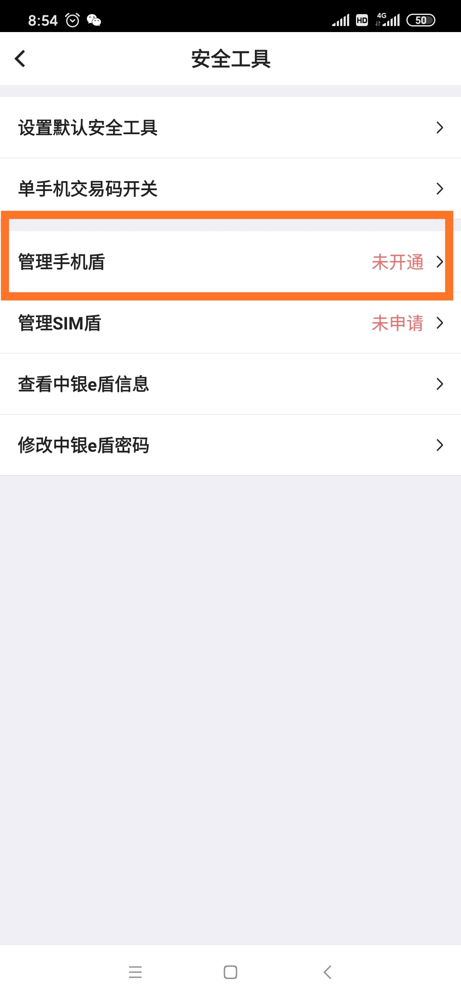 8:54
HD 4G 50
安全工具
设置默认安全工具
单手机交易码开关
管理手机盾 未开通
管理SIM盾 未申请
查看中银e盾信息
修改中银e盾密码